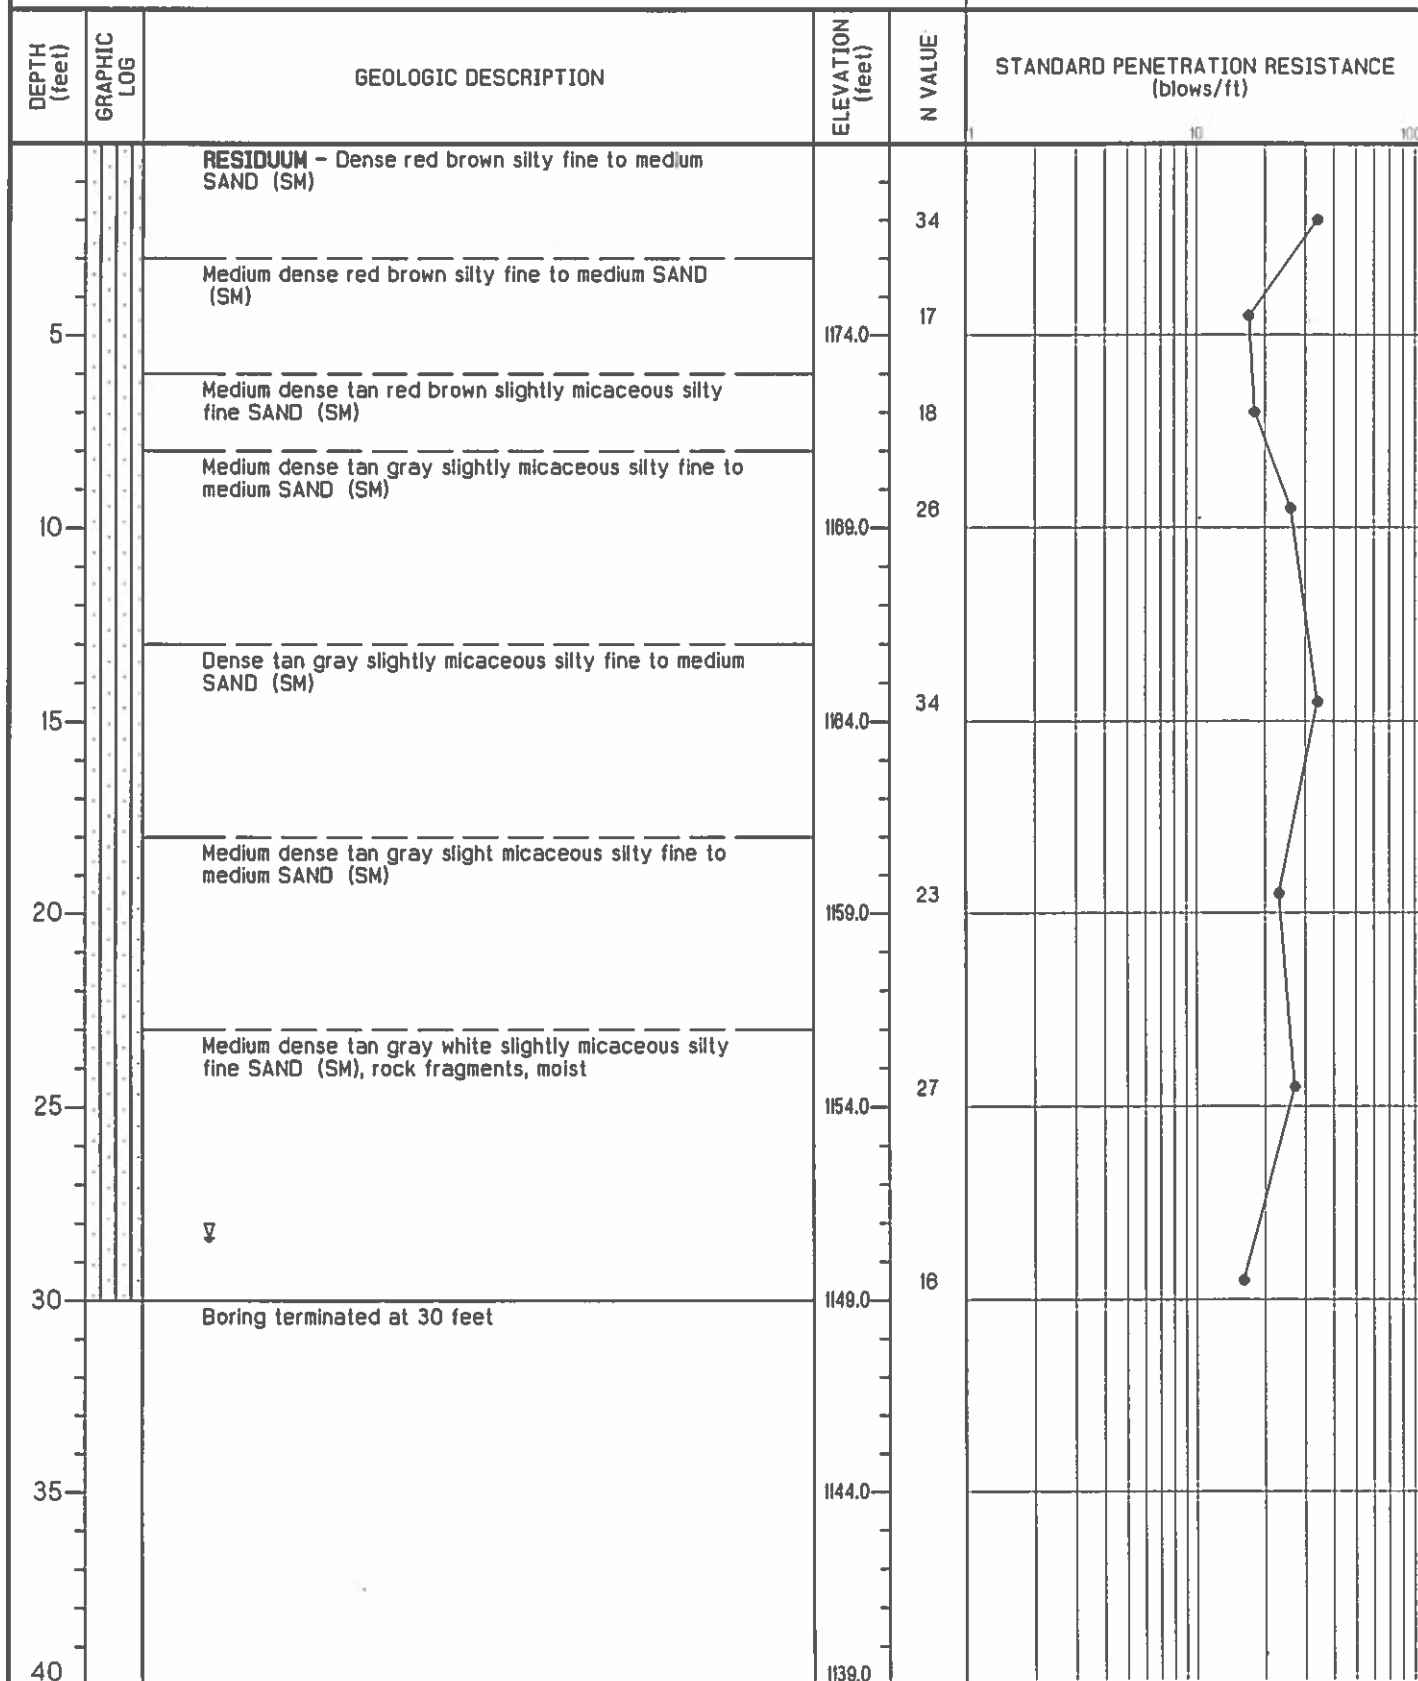 DEPTH (feet)
GRAPHIC LOG
GEOLOGIC DESCRIPTION
ELEVATION (feet)
N VALUE
STANDARD PENETRATION RESISTANCE
(blows/ft)
1 10 100
RESIDUUM - Dense red brown silty fine to medium
SAND (SM)
34
Medium dense red brown silty fine to medium SAND
(SM)
17
5 1174.0
Medium dense tan red brown slightly micaceous silty
fine SAND (SM)
18
Medium dense tan gray slightly micaceous silty fine to
medium SAND (SM)
26
10 1169.0
Dense tan gray slightly micaceous silty fine to medium
SAND (SM)
34
15 1164.0
Medium dense tan gray slight micaceous silty fine to
medium SAND (SM)
23
20 1159.0
Medium dense tan gray white slightly micaceous silty
fine SAND (SM), rock fragments, moist
27
25 1154.0
16
30 1149.0
Boring terminated at 30 feet
35 1144.0
40 1139.0